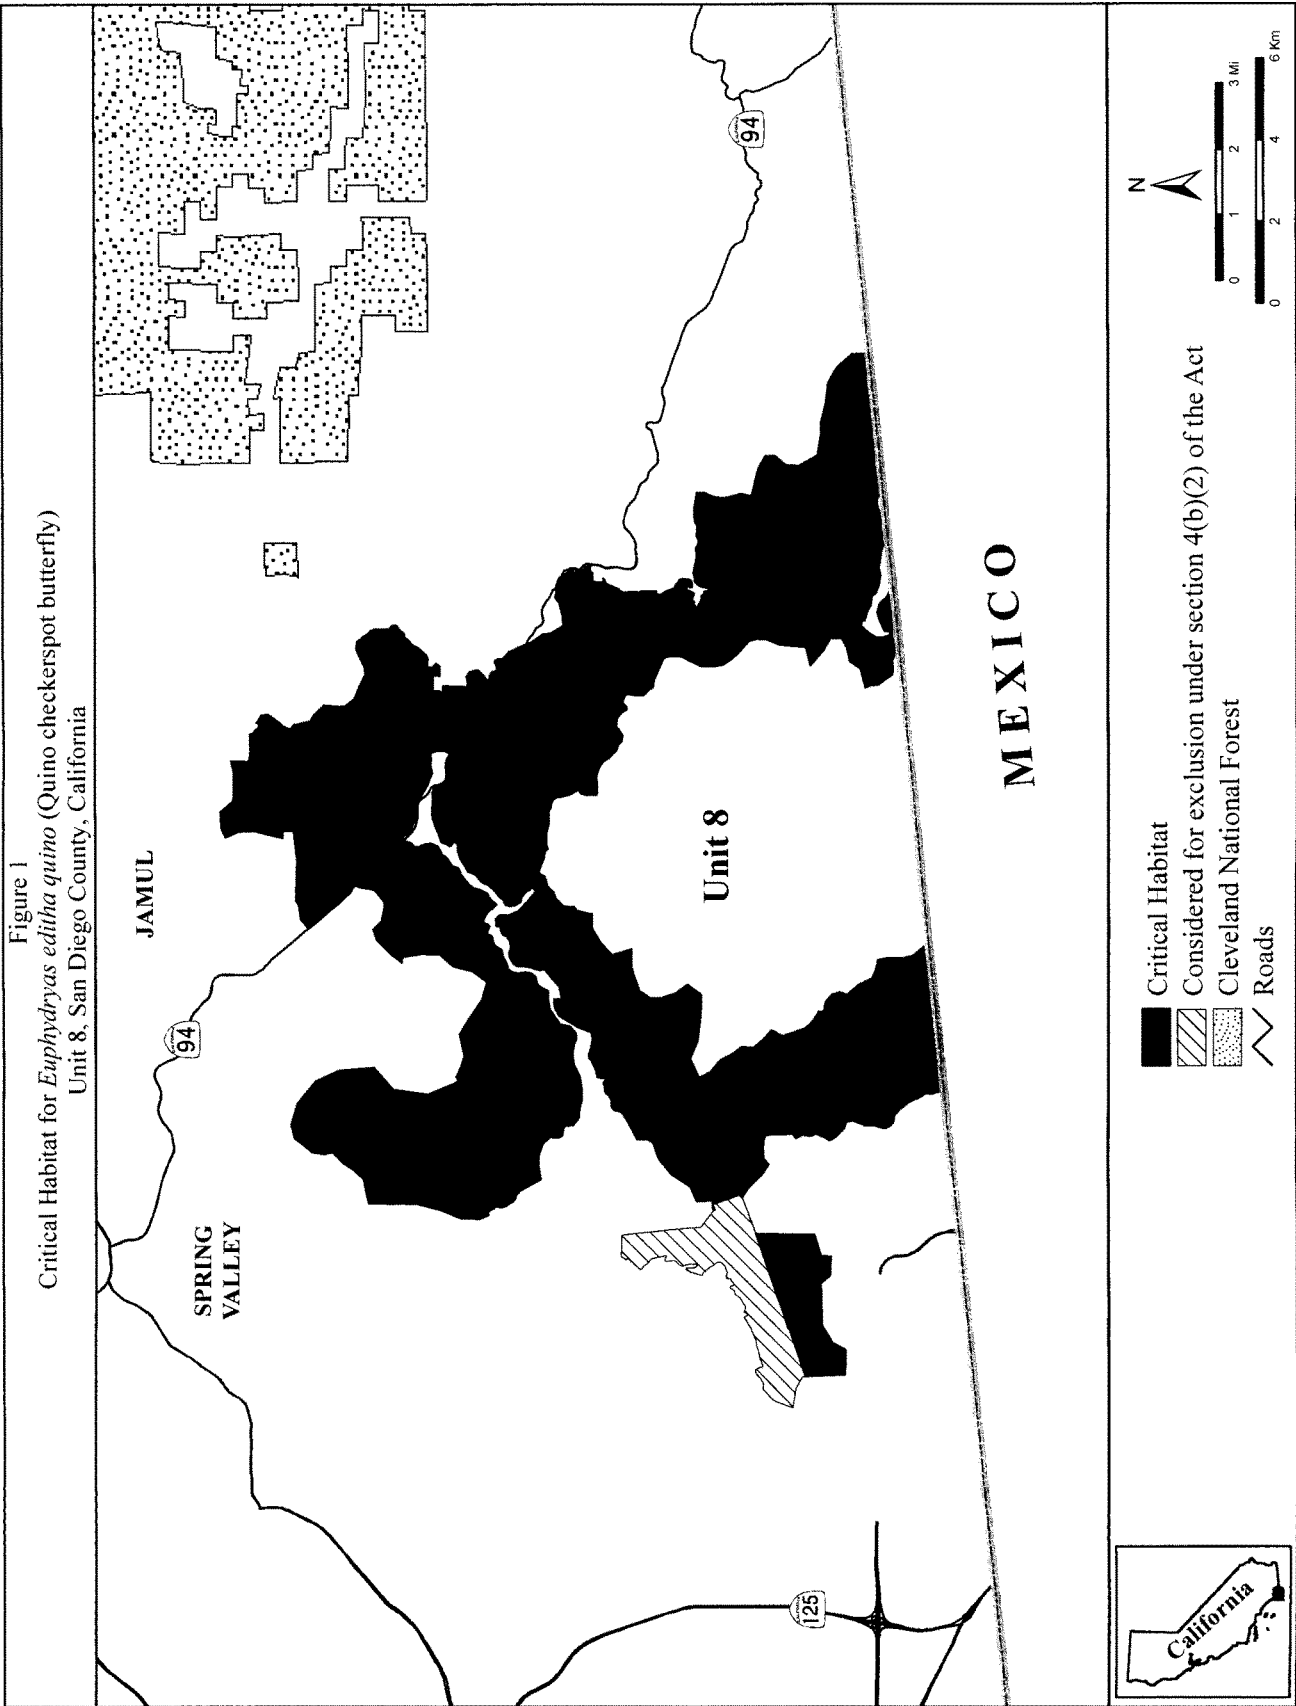 Figure 1
Critical Habitat for Euphydryas editha quino (Quino checkerspot butterfly)
Unit 8, San Diego County, California
JAMUL
SPRING
VALLEY
94
94
Unit 8
125
MEXICO
Critical Habitat
Considered for exclusion under section 4(b)(2) of the Act
Cleveland National Forest
Roads
N
0 1 2 3 Mi
0 2 4 6 Km
California